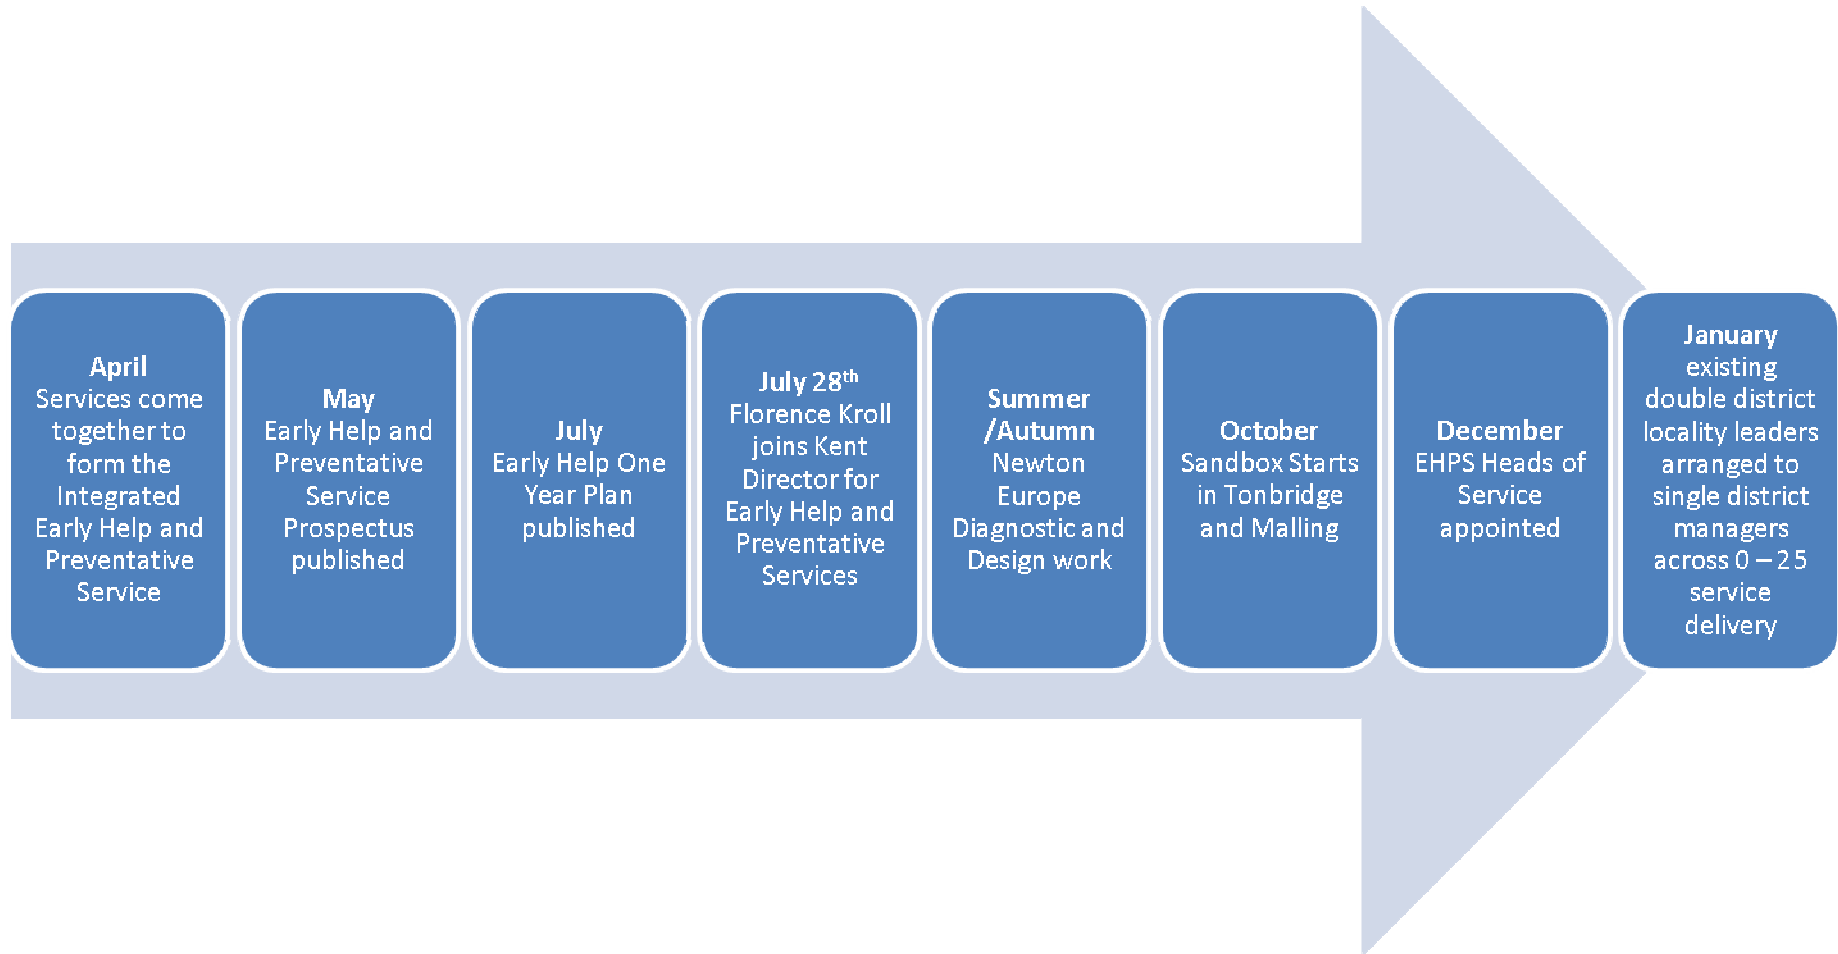 April
Services come
together to
form the
Integrated
Early Help and
Preventative
Service
May
Early Help and
Preventative
Service
Prospectus
published
July
Early Help One
Year Plan
published
July 28th
Florence Kroll
joins Kent
Director for
Early Help and
Preventative
Services
Summer
/Autumn
Newton
Europe
Diagnostic and
Design work
October
Sandbox Starts
in Tonbridge
and Malling
December
EHPS Heads of
Service
appointed
January
existing
double district
locality leaders
arranged to
single district
managers
across 0 – 25
service
delivery